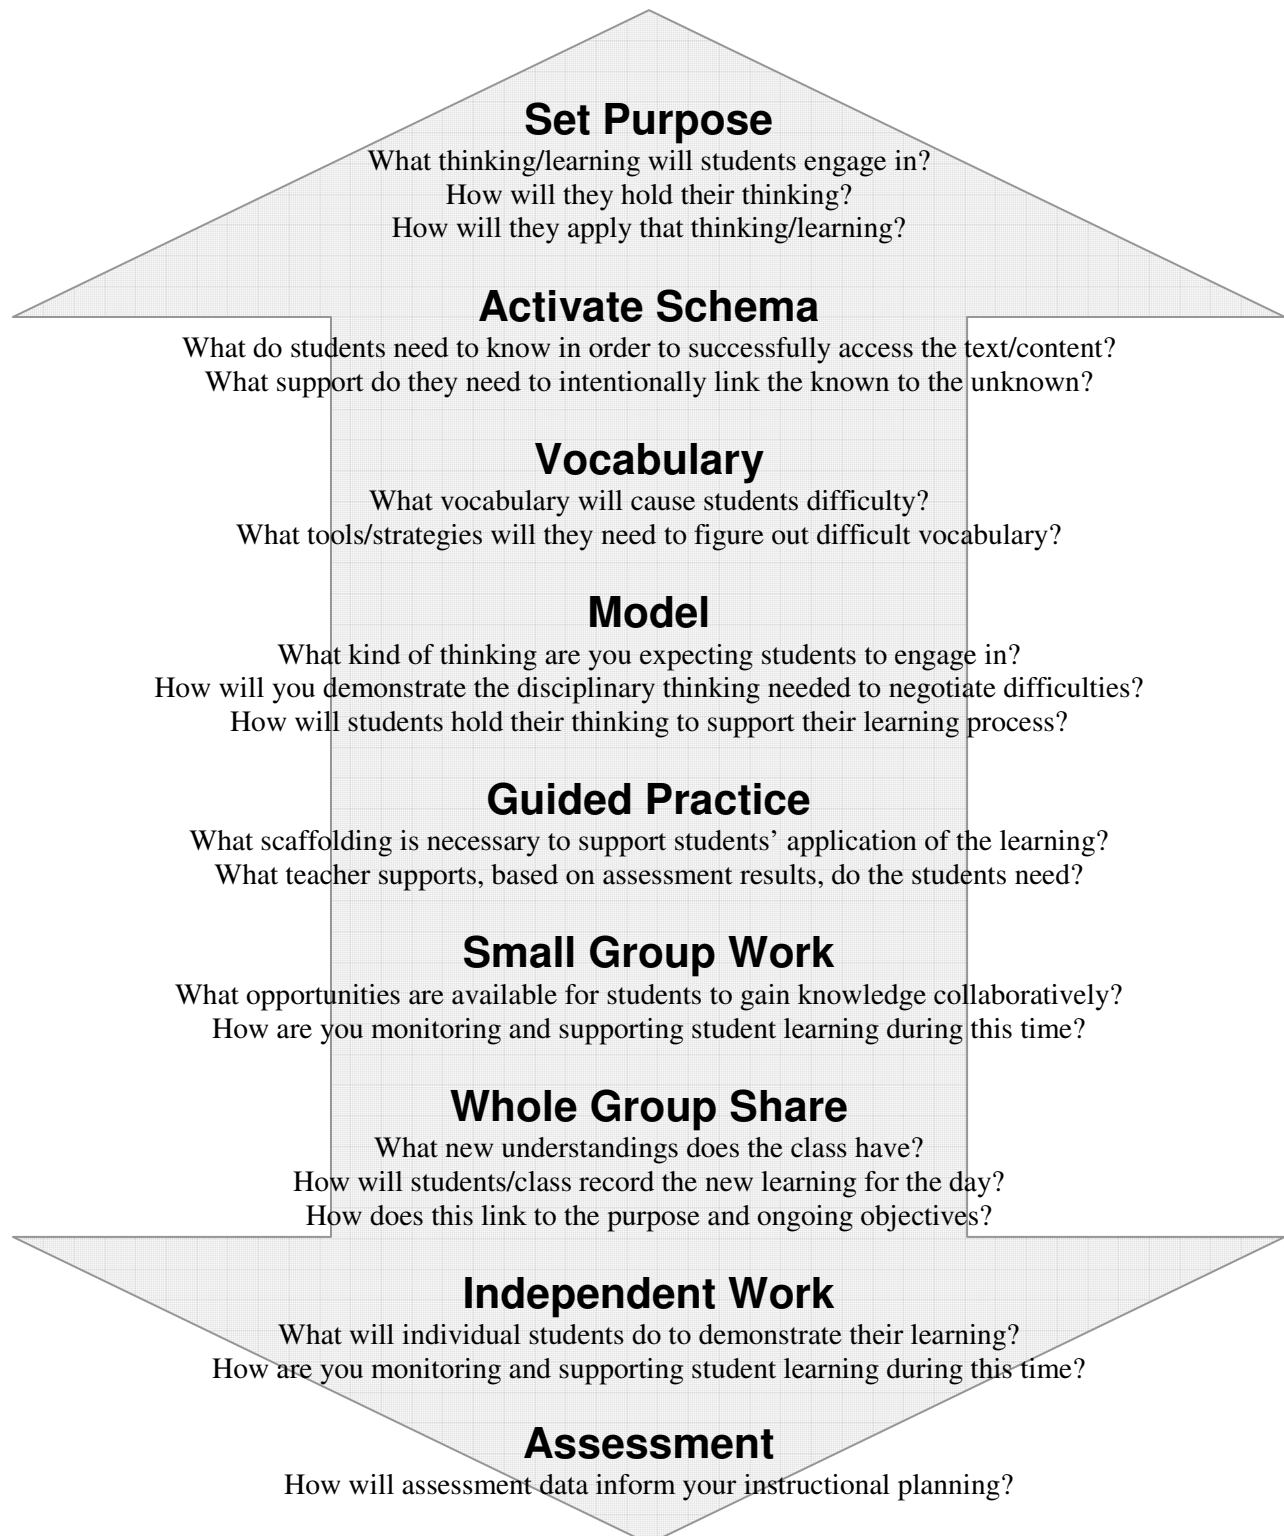 Set Purpose
What thinking/learning will students engage in?
How will they hold their thinking?
How will they apply that thinking/learning?
Activate Schema
What do students need to know in order to successfully access the text/content?
What support do they need to intentionally link the known to the unknown?
Vocabulary
What vocabulary will cause students difficulty?
What tools/strategies will they need to figure out difficult vocabulary?
Model
What kind of thinking are you expecting students to engage in?
How will you demonstrate the disciplinary thinking needed to negotiate difficulties?
How will students hold their thinking to support their learning process?
Guided Practice
What scaffolding is necessary to support students’ application of the learning?
What teacher supports, based on assessment results, do the students need?
Small Group Work
What opportunities are available for students to gain knowledge collaboratively?
How are you monitoring and supporting student learning during this time?
Whole Group Share
What new understandings does the class have?
How will students/class record the new learning for the day?
How does this link to the purpose and ongoing objectives?
Independent Work
What will individual students do to demonstrate their learning?
How are you monitoring and supporting student learning during this time?
Assessment
How will assessment data inform your instructional planning?